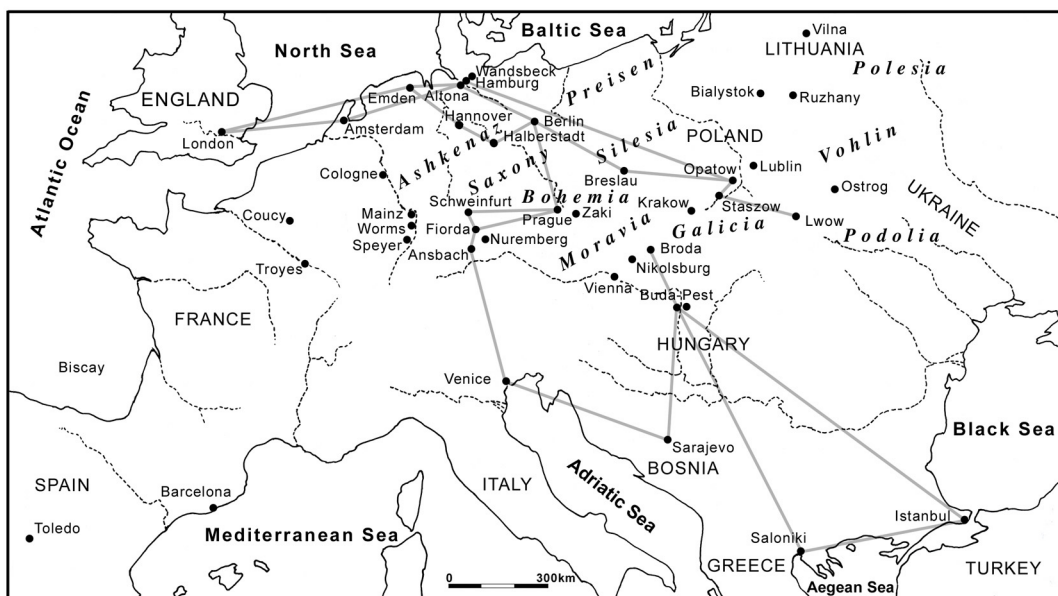 Baltic Sea
North Sea
Vilna
LITHUANIA
Polesia
Wandsbeck
Hamburg
Altona
Emden
Preisen
Bialystok
Ruzhany
ENGLAND
London
Amsterdam
Hannover
Halberstadt
Berlin
Ashkenaz
Saxony
Silesia
POLAND
Vohlin
Atlantic Ocean
Cologne
Breslau
Opatow
Lublin
Ostrog
UKRAINE
Bohemia
Schweinfurt
Prague
Zaki
Krakow
Staszow
Lwow
Coucy
Mainz
Worms
Speyer
Fiorda
Nuremberg
Ansbach
Moravia
Galicia
Podolia
Troyes
Broda
Nikolsburg
Vienna
Buda-Pest
FRANCE
HUNGARY
Biscay
Venice
Black Sea
Sarajevo
BOSNIA
SPAIN
Barcelona
ITALY
Adriatic Sea
Toledo
Mediterranean Sea
Istanbul
Saloniki
GREECE
TURKEY
Aegean Sea
0 300km